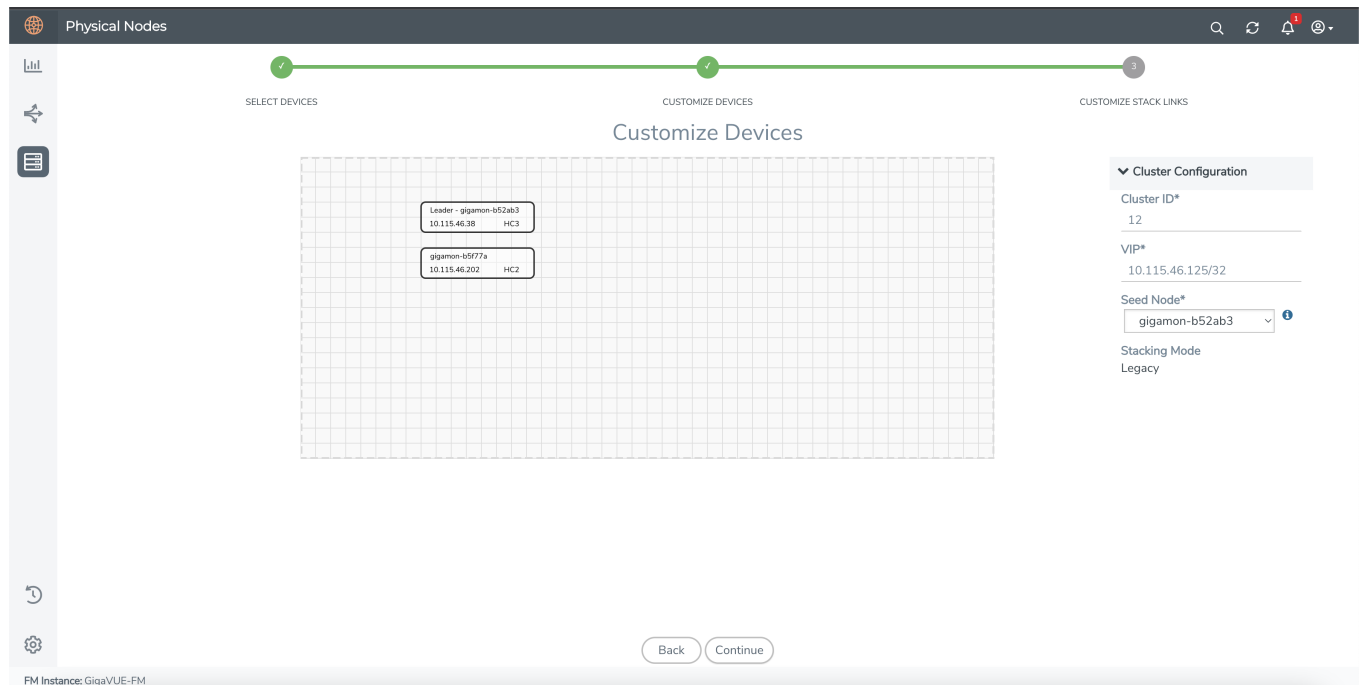 Physical Nodes
1
✓ ✓ 3
SELECT DEVICES CUSTOMIZE DEVICES CUSTOMIZE STACK LINKS
Customize Devices
Leader - gigamon-b52ab3
10.115.46.38 HC3
gigamon-b5f77a
10.115.46.202 HC2
Cluster Configuration
Cluster ID*
12
VIP*
10.115.46.125/32
Seed Node*
gigamon-b52ab3
Stacking Mode
Legacy
Back Continue
FM Instance: GigaVUE-FM